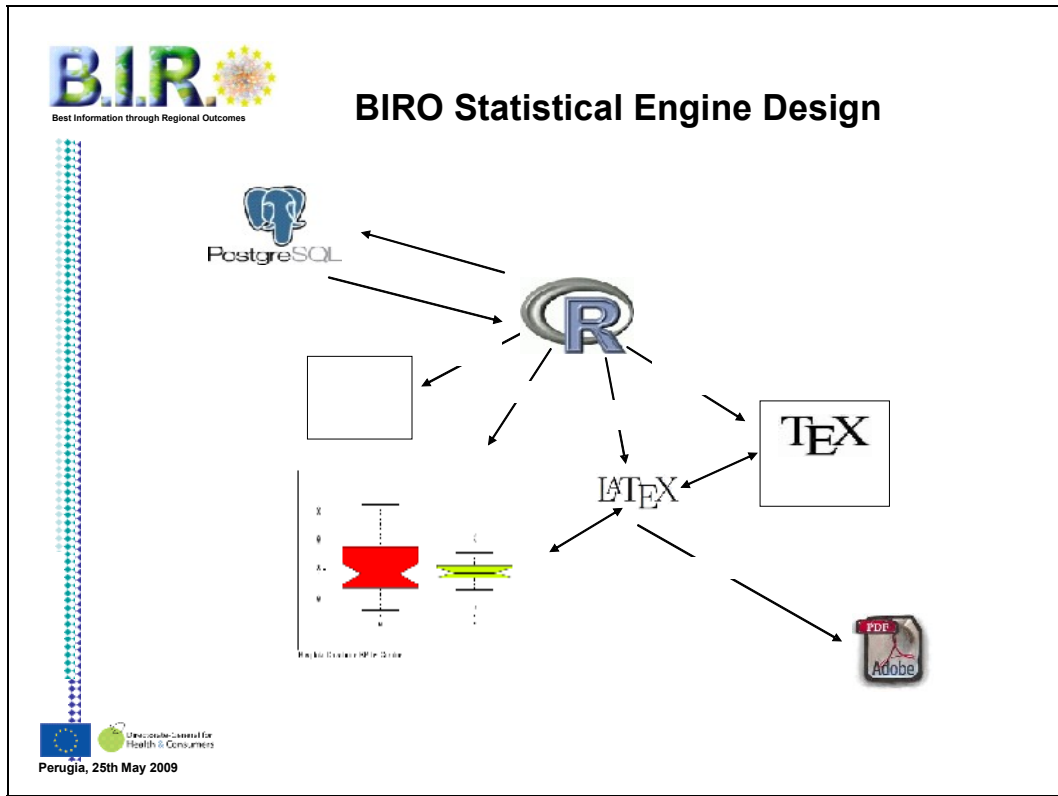 B.I.R.O.
Best Information through Regional Outcomes
BIRO Statistical Engine Design
PostgreSQL
R
TEX
LATEX
PDF
Adobe
Directorate-General for
Health & Consumers
Perugia, 25th May 2009